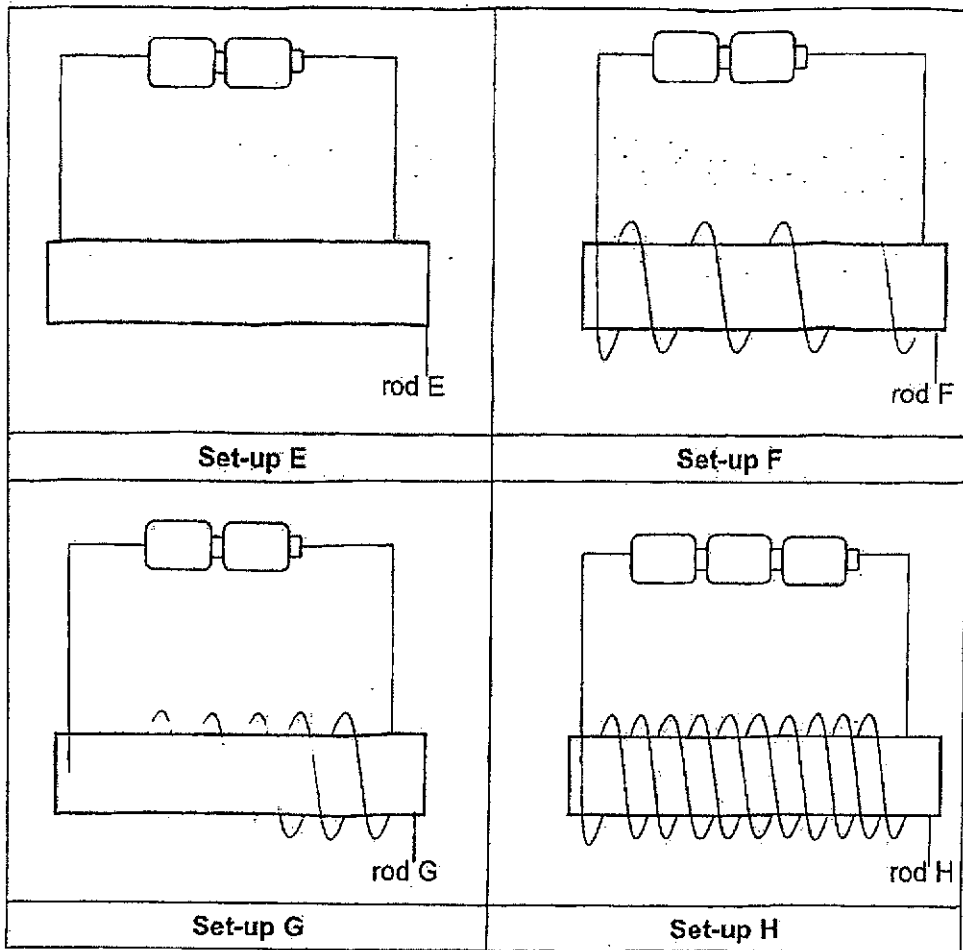 rod E
rod F
Set-up E
Set-up F
rod G
rod H
Set-up G
Set-up H